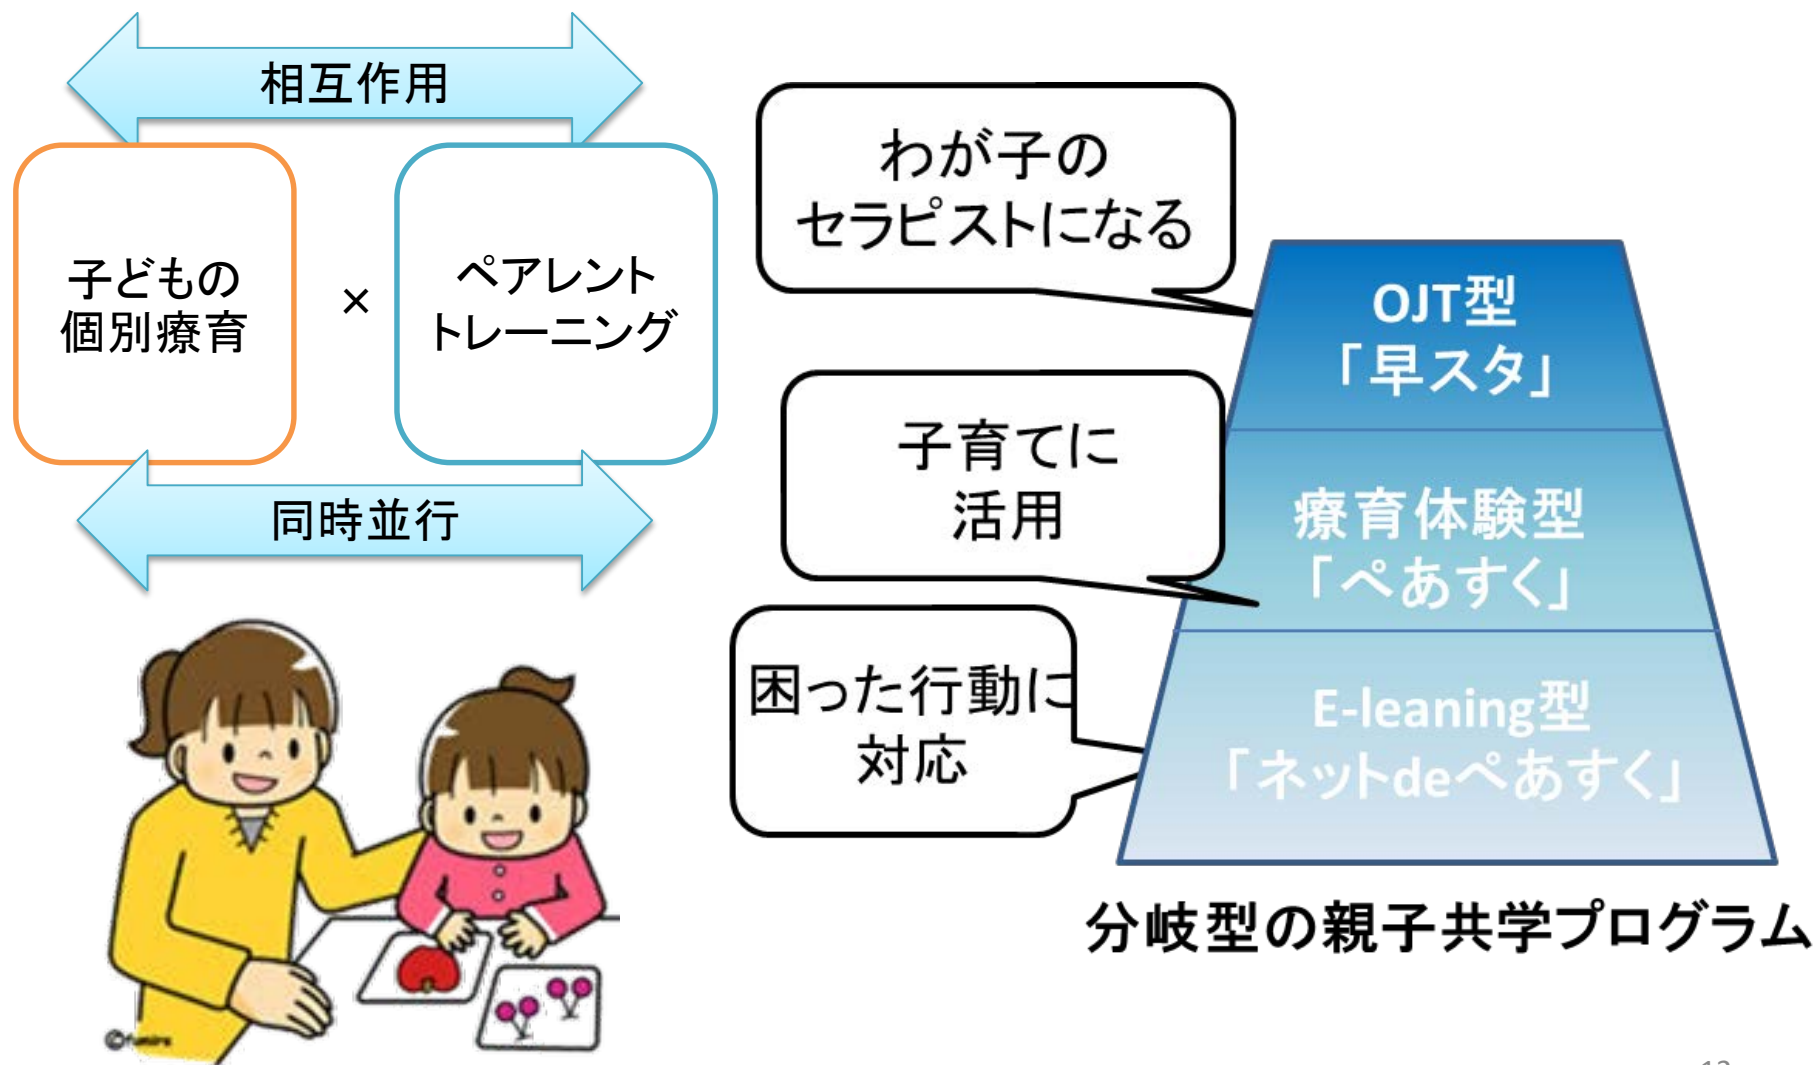 相互作用
子どもの
個別療育
×
ペアレント
トレーニング
同時並行
わが子の
セラピストになる
子育てに
活用
困った行動に
対応
OJT型
「早スタ」
療育体験型
「ぺあすく」
E-leaning型
「ネットdeぺあすく」
分岐型の親子共学プログラム